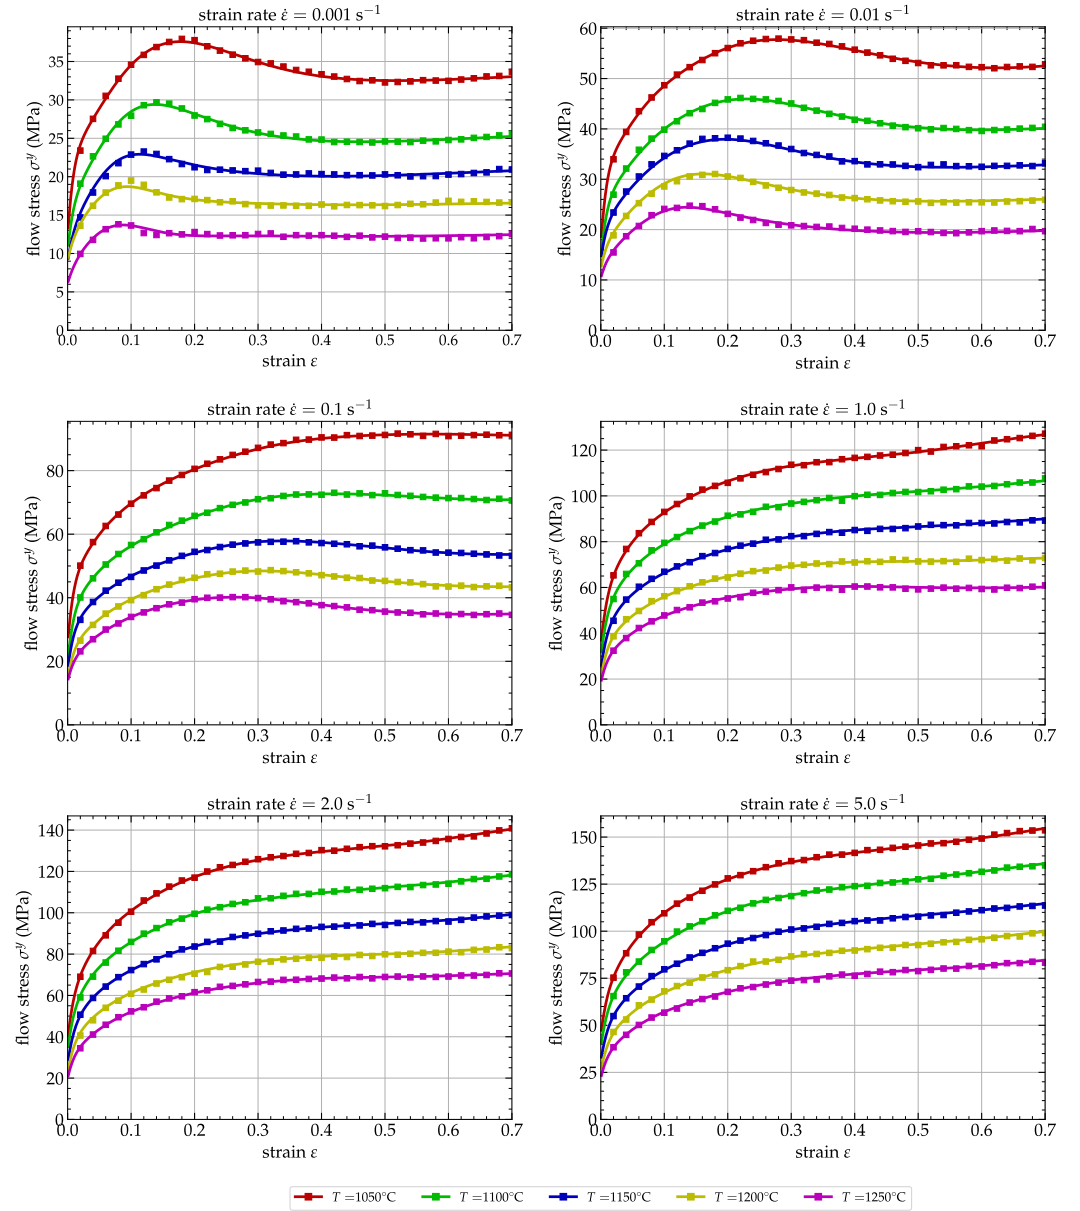 strain rate ε̇ = 0.001 s⁻¹
flow stress σʸ (MPa)
0
5
10
15
20
25
30
35
0.0 0.1 0.2 0.3 0.4 0.5 0.6 0.7
strain ε
strain rate ε̇ = 0.01 s⁻¹
flow stress σʸ (MPa)
0
10
20
30
40
50
60
0.0 0.1 0.2 0.3 0.4 0.5 0.6 0.7
strain ε
strain rate ε̇ = 0.1 s⁻¹
flow stress σʸ (MPa)
0
20
40
60
80
0.0 0.1 0.2 0.3 0.4 0.5 0.6 0.7
strain ε
strain rate ε̇ = 1.0 s⁻¹
flow stress σʸ (MPa)
0
20
40
60
80
100
120
0.0 0.1 0.2 0.3 0.4 0.5 0.6 0.7
strain ε
strain rate ε̇ = 2.0 s⁻¹
flow stress σʸ (MPa)
0
20
40
60
80
100
120
140
0.0 0.1 0.2 0.3 0.4 0.5 0.6 0.7
strain ε
strain rate ε̇ = 5.0 s⁻¹
flow stress σʸ (MPa)
0
25
50
75
100
125
150
0.0 0.1 0.2 0.3 0.4 0.5 0.6 0.7
strain ε
T =1050°C T =1100°C T =1150°C T =1200°C T =1250°C